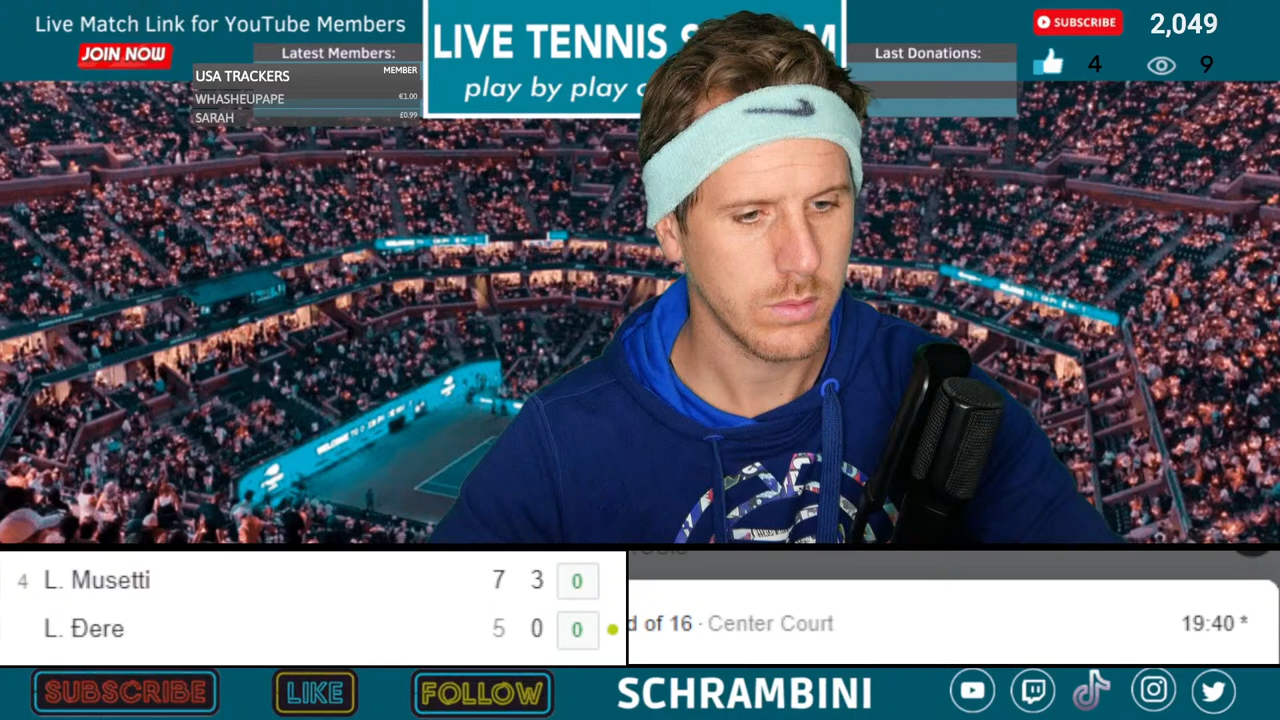 Live Match Link for YouTube Members
JOIN NOW
Latest Members:
USA TRACKERS MEMBER
WHASHEUPAPE €1.00
SARAH £0.99
LIVE TENNIS
play by play
Last Donations:
SUBSCRIBE 2,049
4 9
4 L. Musetti 7 3 0
L. Đere 5 0 0
d of 16 · Center Court 19:40 *
SUBSCRIBE LIKE FOLLOW SCHRAMBINI